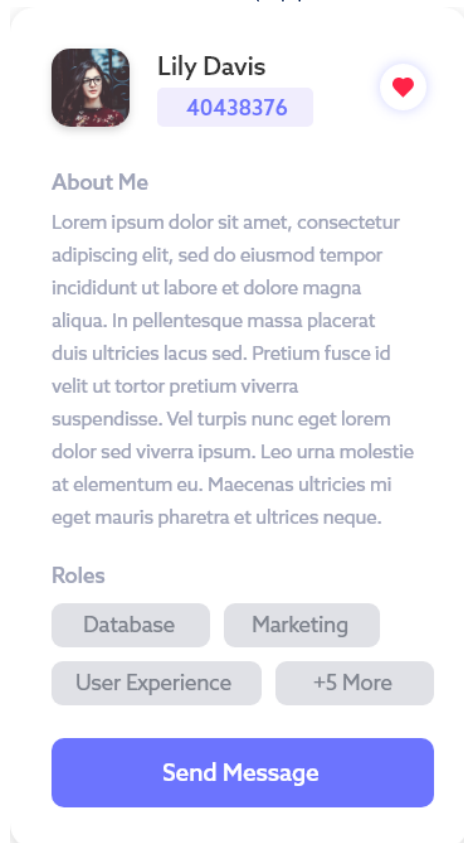 Lily Davis
40438376
About Me
Lorem ipsum dolor sit amet, consectetur
adipiscing elit, sed do eiusmod tempor
incididunt ut labore et dolore magna
aliqua. In pellentesque massa placerat
duis ultricies lacus sed. Pretium fusce id
velit ut tortor pretium viverra
suspendisse. Vel turpis nunc eget lorem
dolor sed viverra ipsum. Leo urna molestie
at elementum eu. Maecenas ultricies mi
eget mauris pharetra et ultrices neque.
Roles
Database Marketing
User Experience +5 More
Send Message